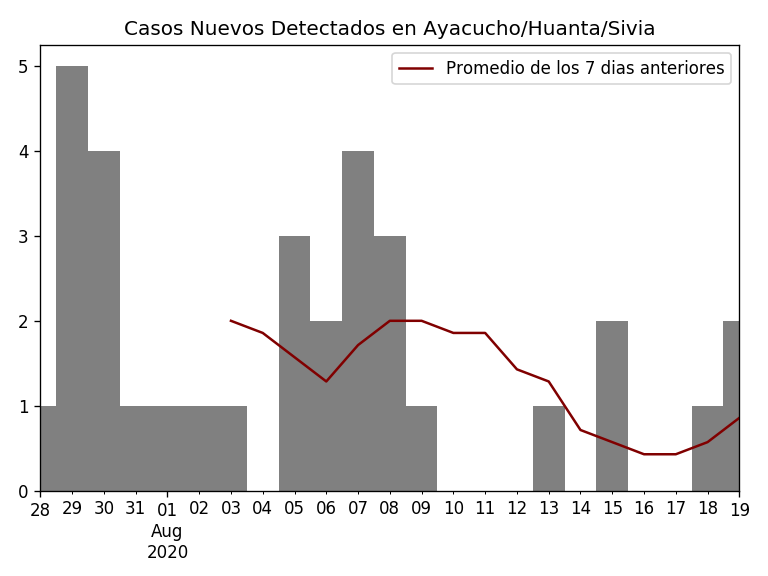 Casos Nuevos Detectados en Ayacucho/Huanta/Sivia
Promedio de los 7 dias anteriores
5
4
3
2
1
0
28 29 30 31 01 02 03 04 05 06 07 08 09 10 11 12 13 14 15 16 17 18 19
Aug
2020